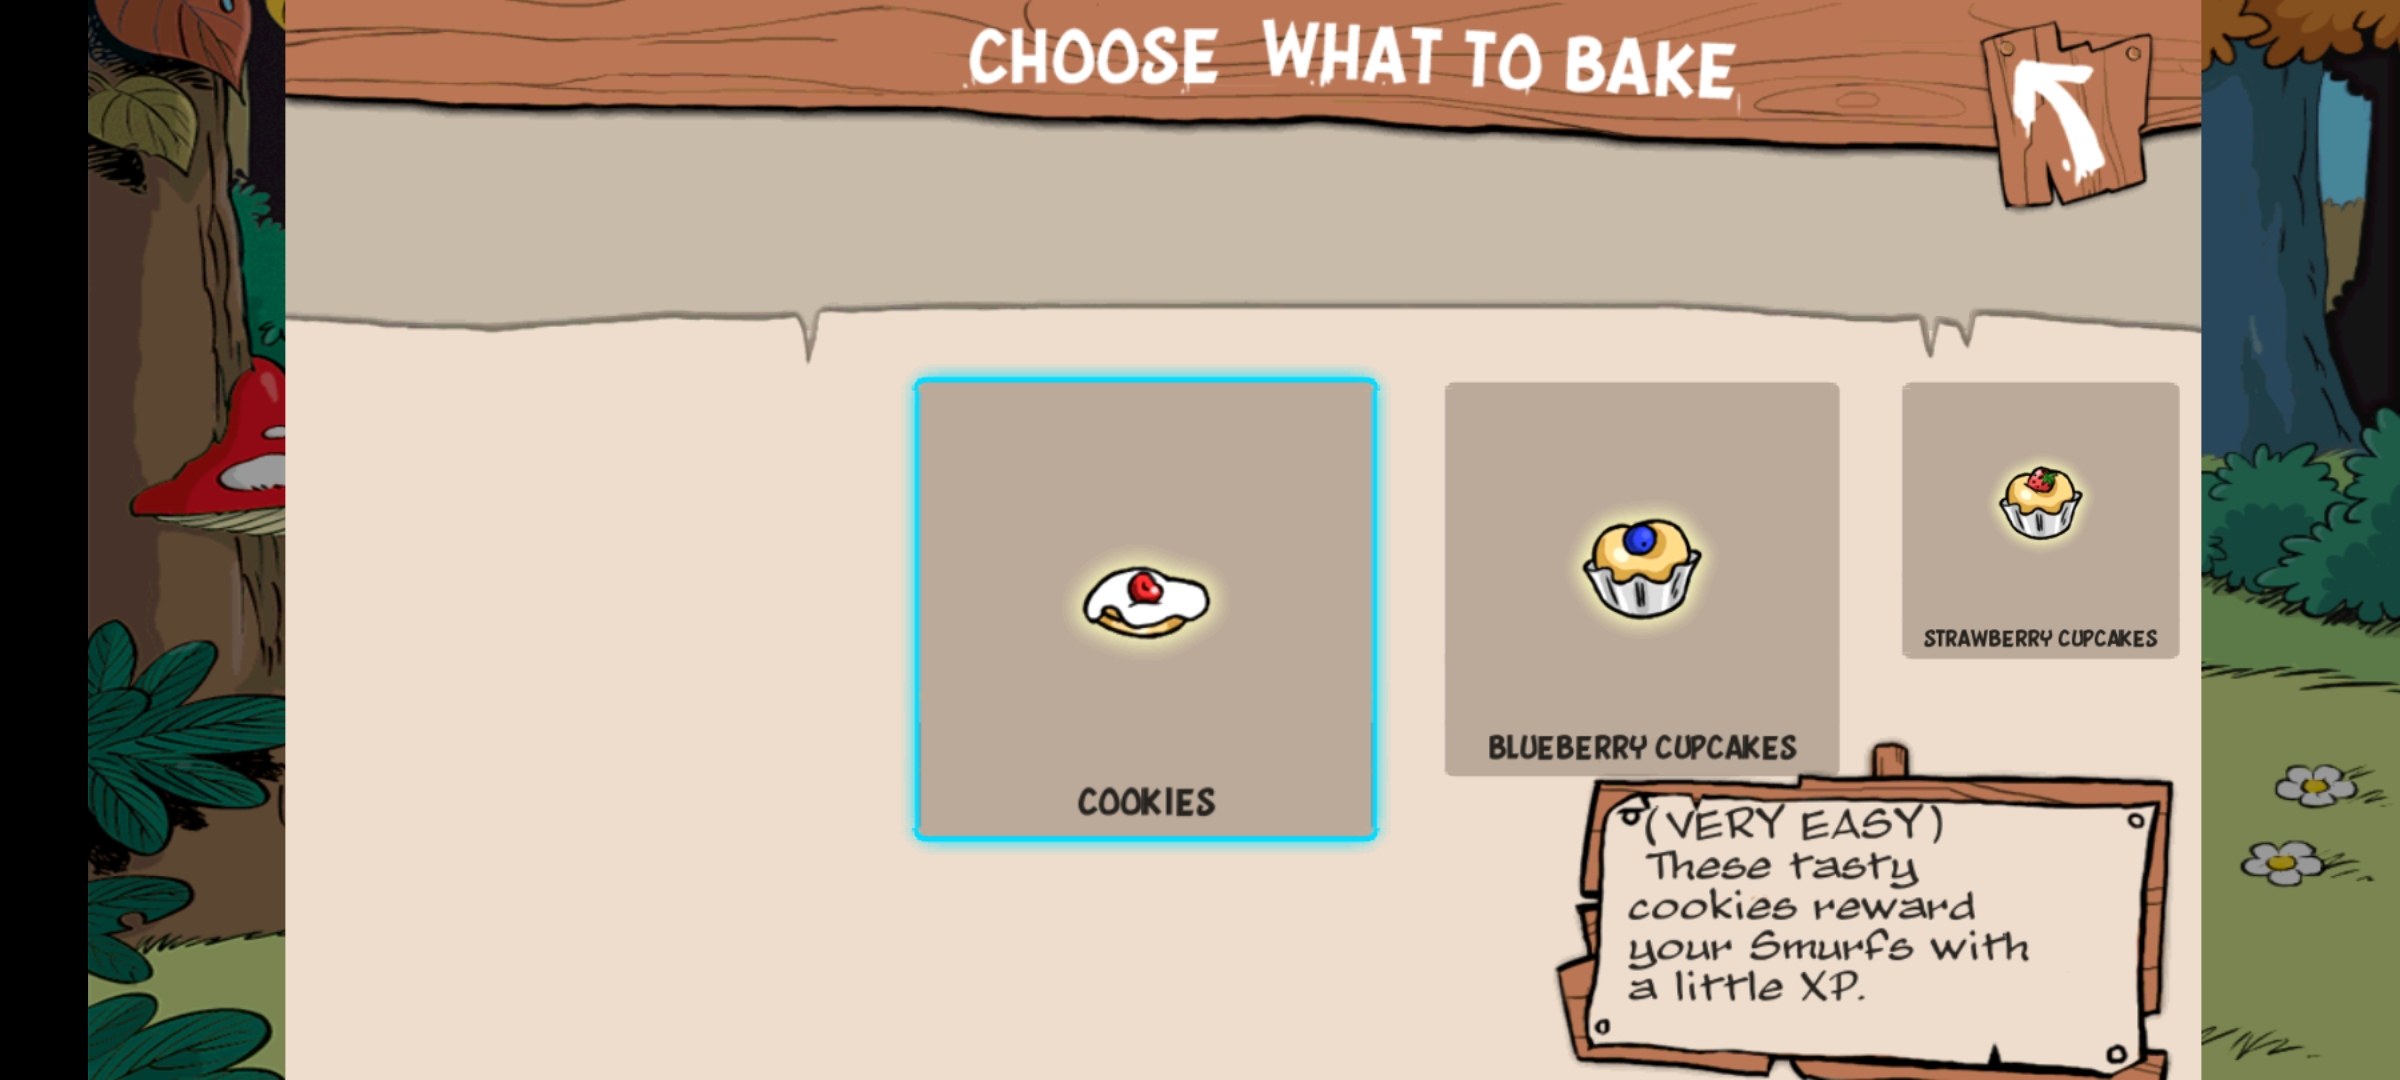 CHOOSE WHAT TO BAKE
COOKIES
BLUEBERRY CUPCAKES
STRAWBERRY CUPCAKES
(VERY EASY)
These tasty
cookies reward
your Smurfs with
a little XP.